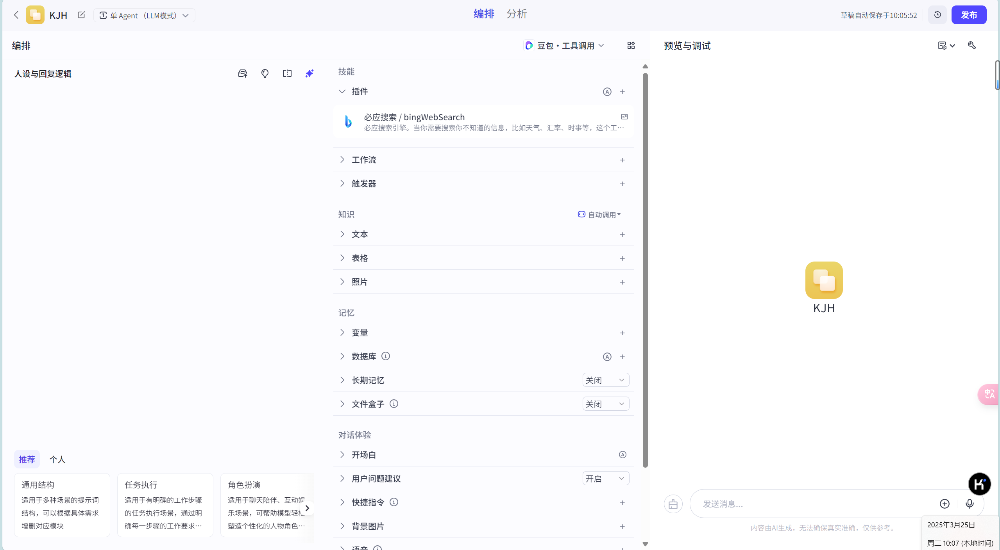 KJH
单 Agent （LLM模式）
编排
分析
草稿自动保存于10:05:52
发布
编排
豆包·工具调用
人设与回复逻辑
推荐
个人
通用结构
适用于多种场景的提示词
结构，可以根据具体需求
增删对应模块
任务执行
适用于有明确的工作步骤
的任务执行场景，通过明
确每一步骤的工作要求…
角色扮演
适用于聊天陪伴、互动娱
乐场景，可帮助模型轻松
塑造个性化的人物角色…
技能
插件
必应搜索 / bingWebSearch
必应搜索引擎。当你需要搜索你不知道的信息，比如天气、汇率、时事等，这个工…
工作流
触发器
知识
自动调用
文本
表格
照片
记忆
变量
数据库
长期记忆
关闭
文件盒子
关闭
对话体验
开场白
用户问题建议
开启
快捷指令
背景图片
语音
预览与调试
KJH
发送消息...
内容由AI生成，无法确保真实准确，仅供参考。
2025年3月25日
周二 10:07 (本地时间)